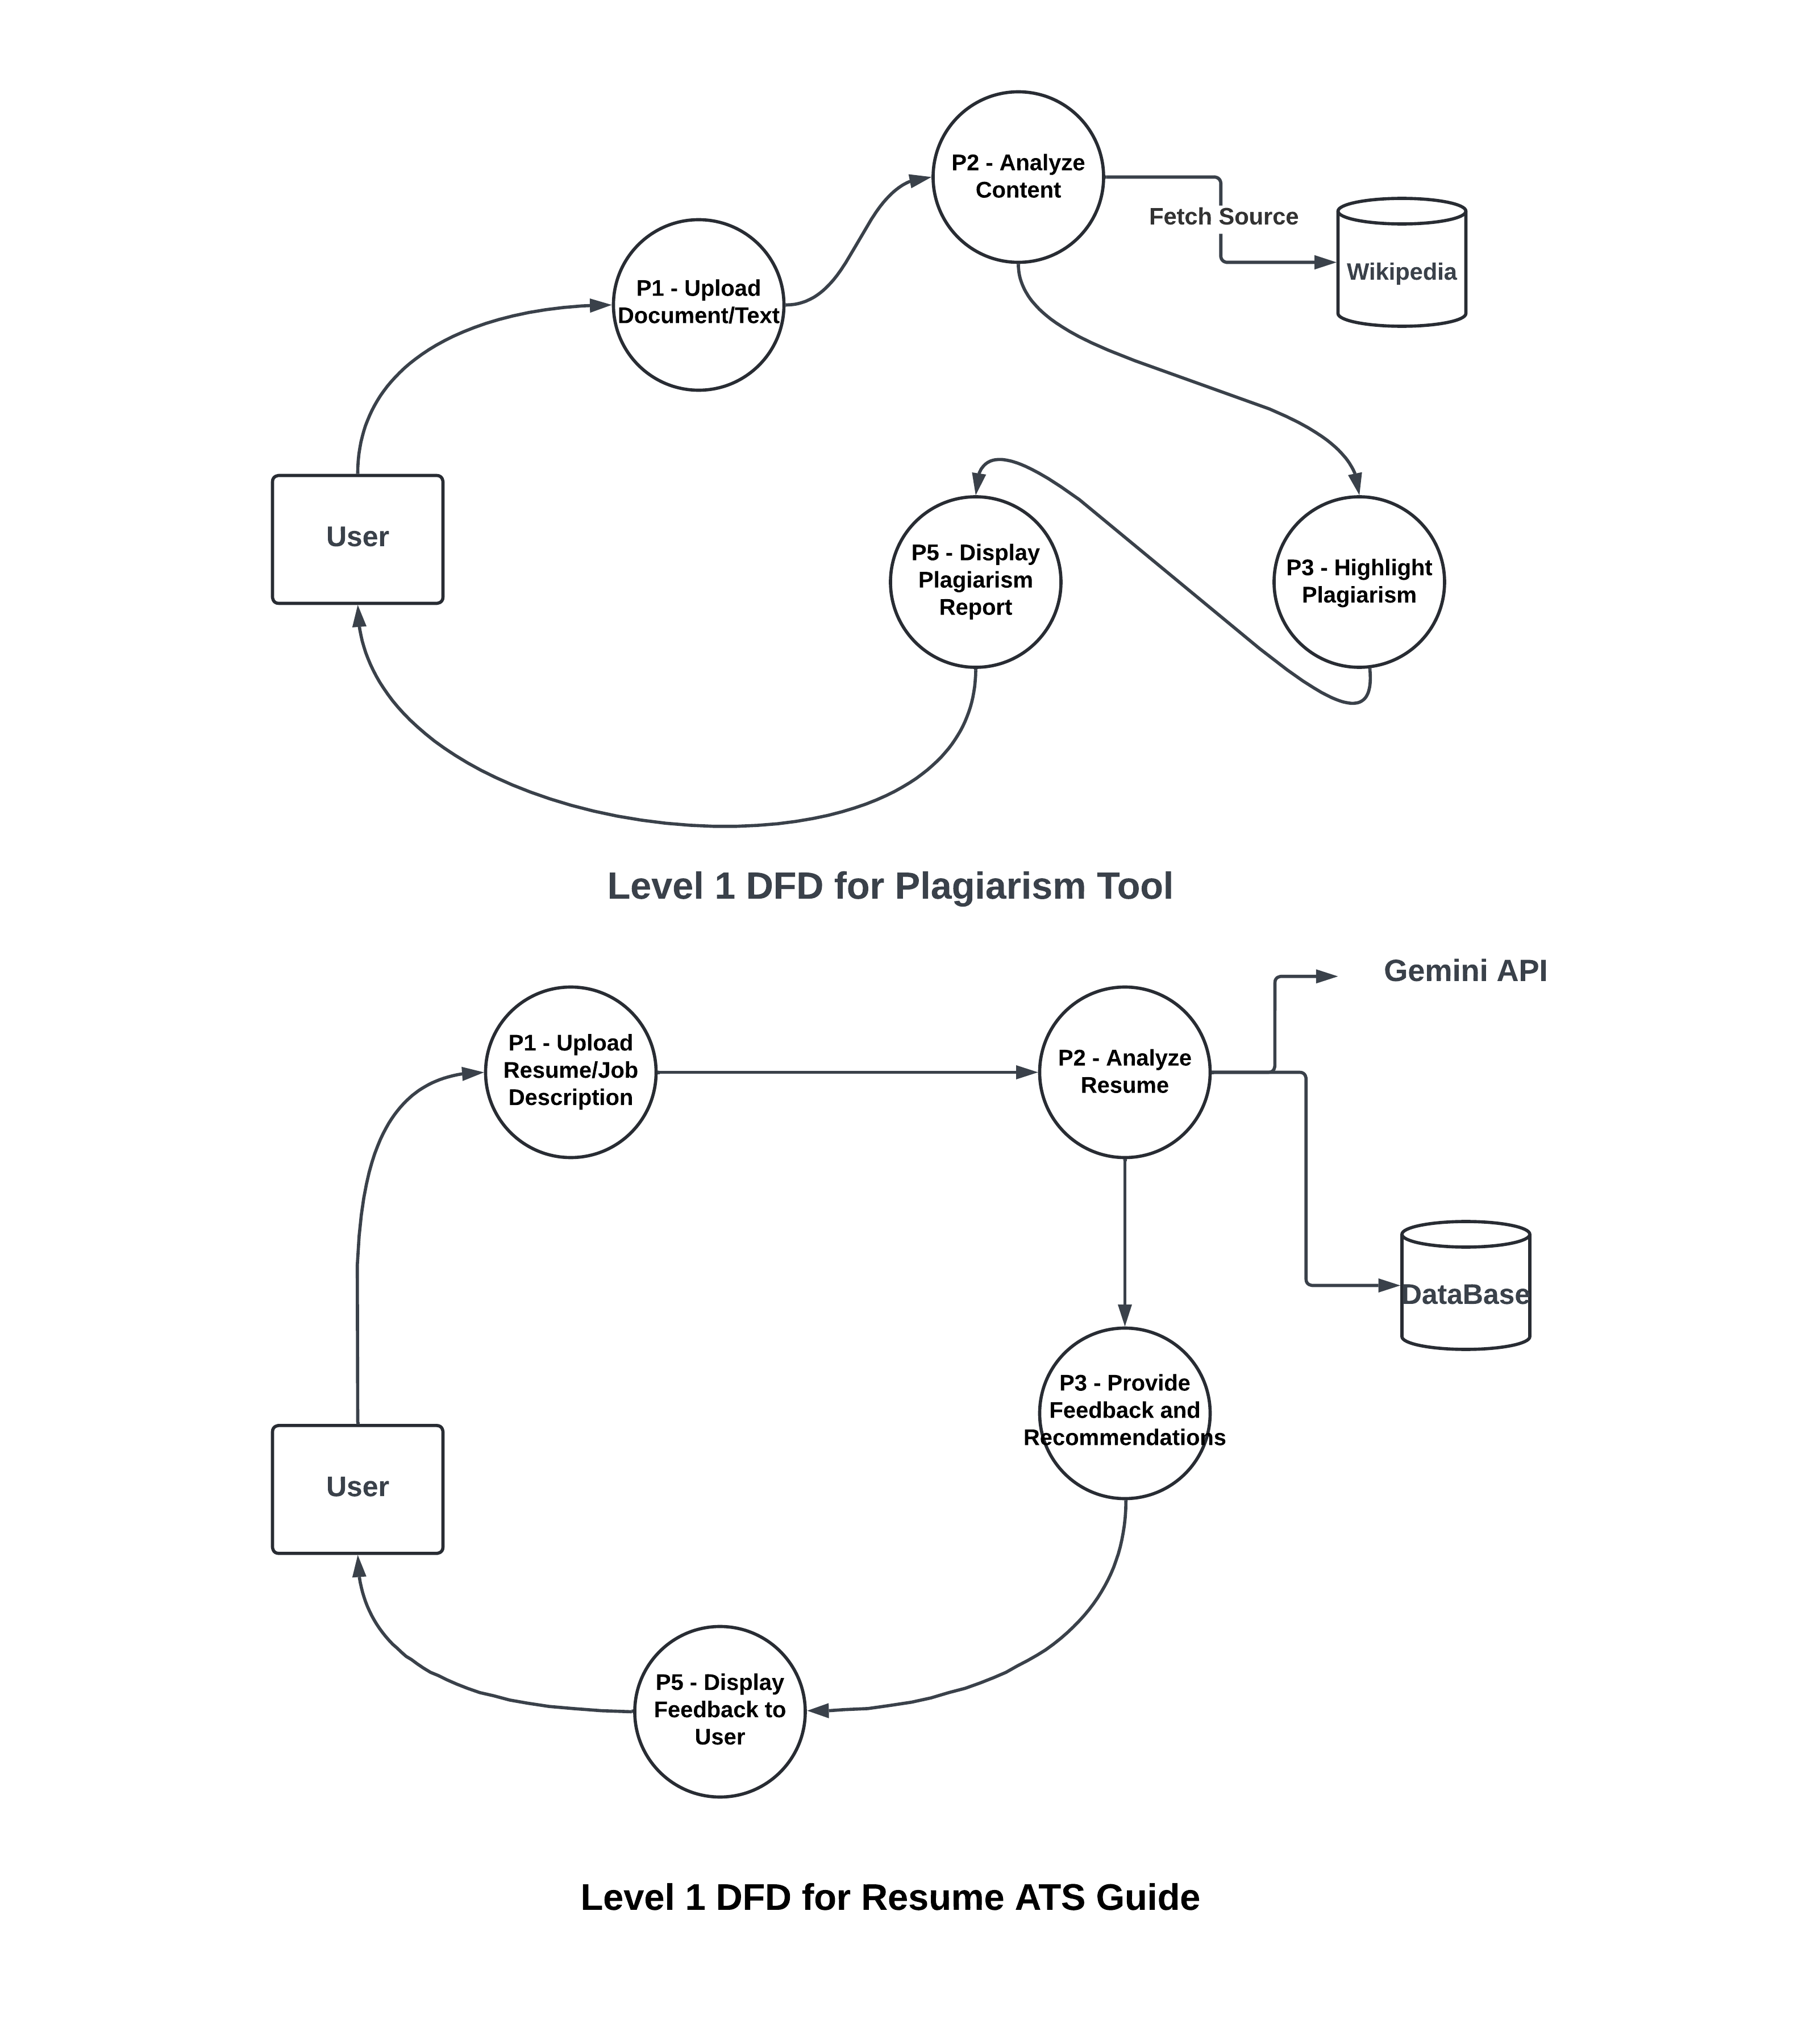 P2 - Analyze
Content
Fetch Source
Wikipedia
P1 - Upload
Document/Text
User
P5 - Display
Plagiarism
Report
P3 - Highlight
Plagiarism
Level 1 DFD for Plagiarism Tool
Gemini API
P1 - Upload
Resume/Job
Description
P2 - Analyze
Resume
DataBase
P3 - Provide
Feedback and
Recommendations
User
P5 - Display
Feedback to
User
Level 1 DFD for Resume ATS Guide